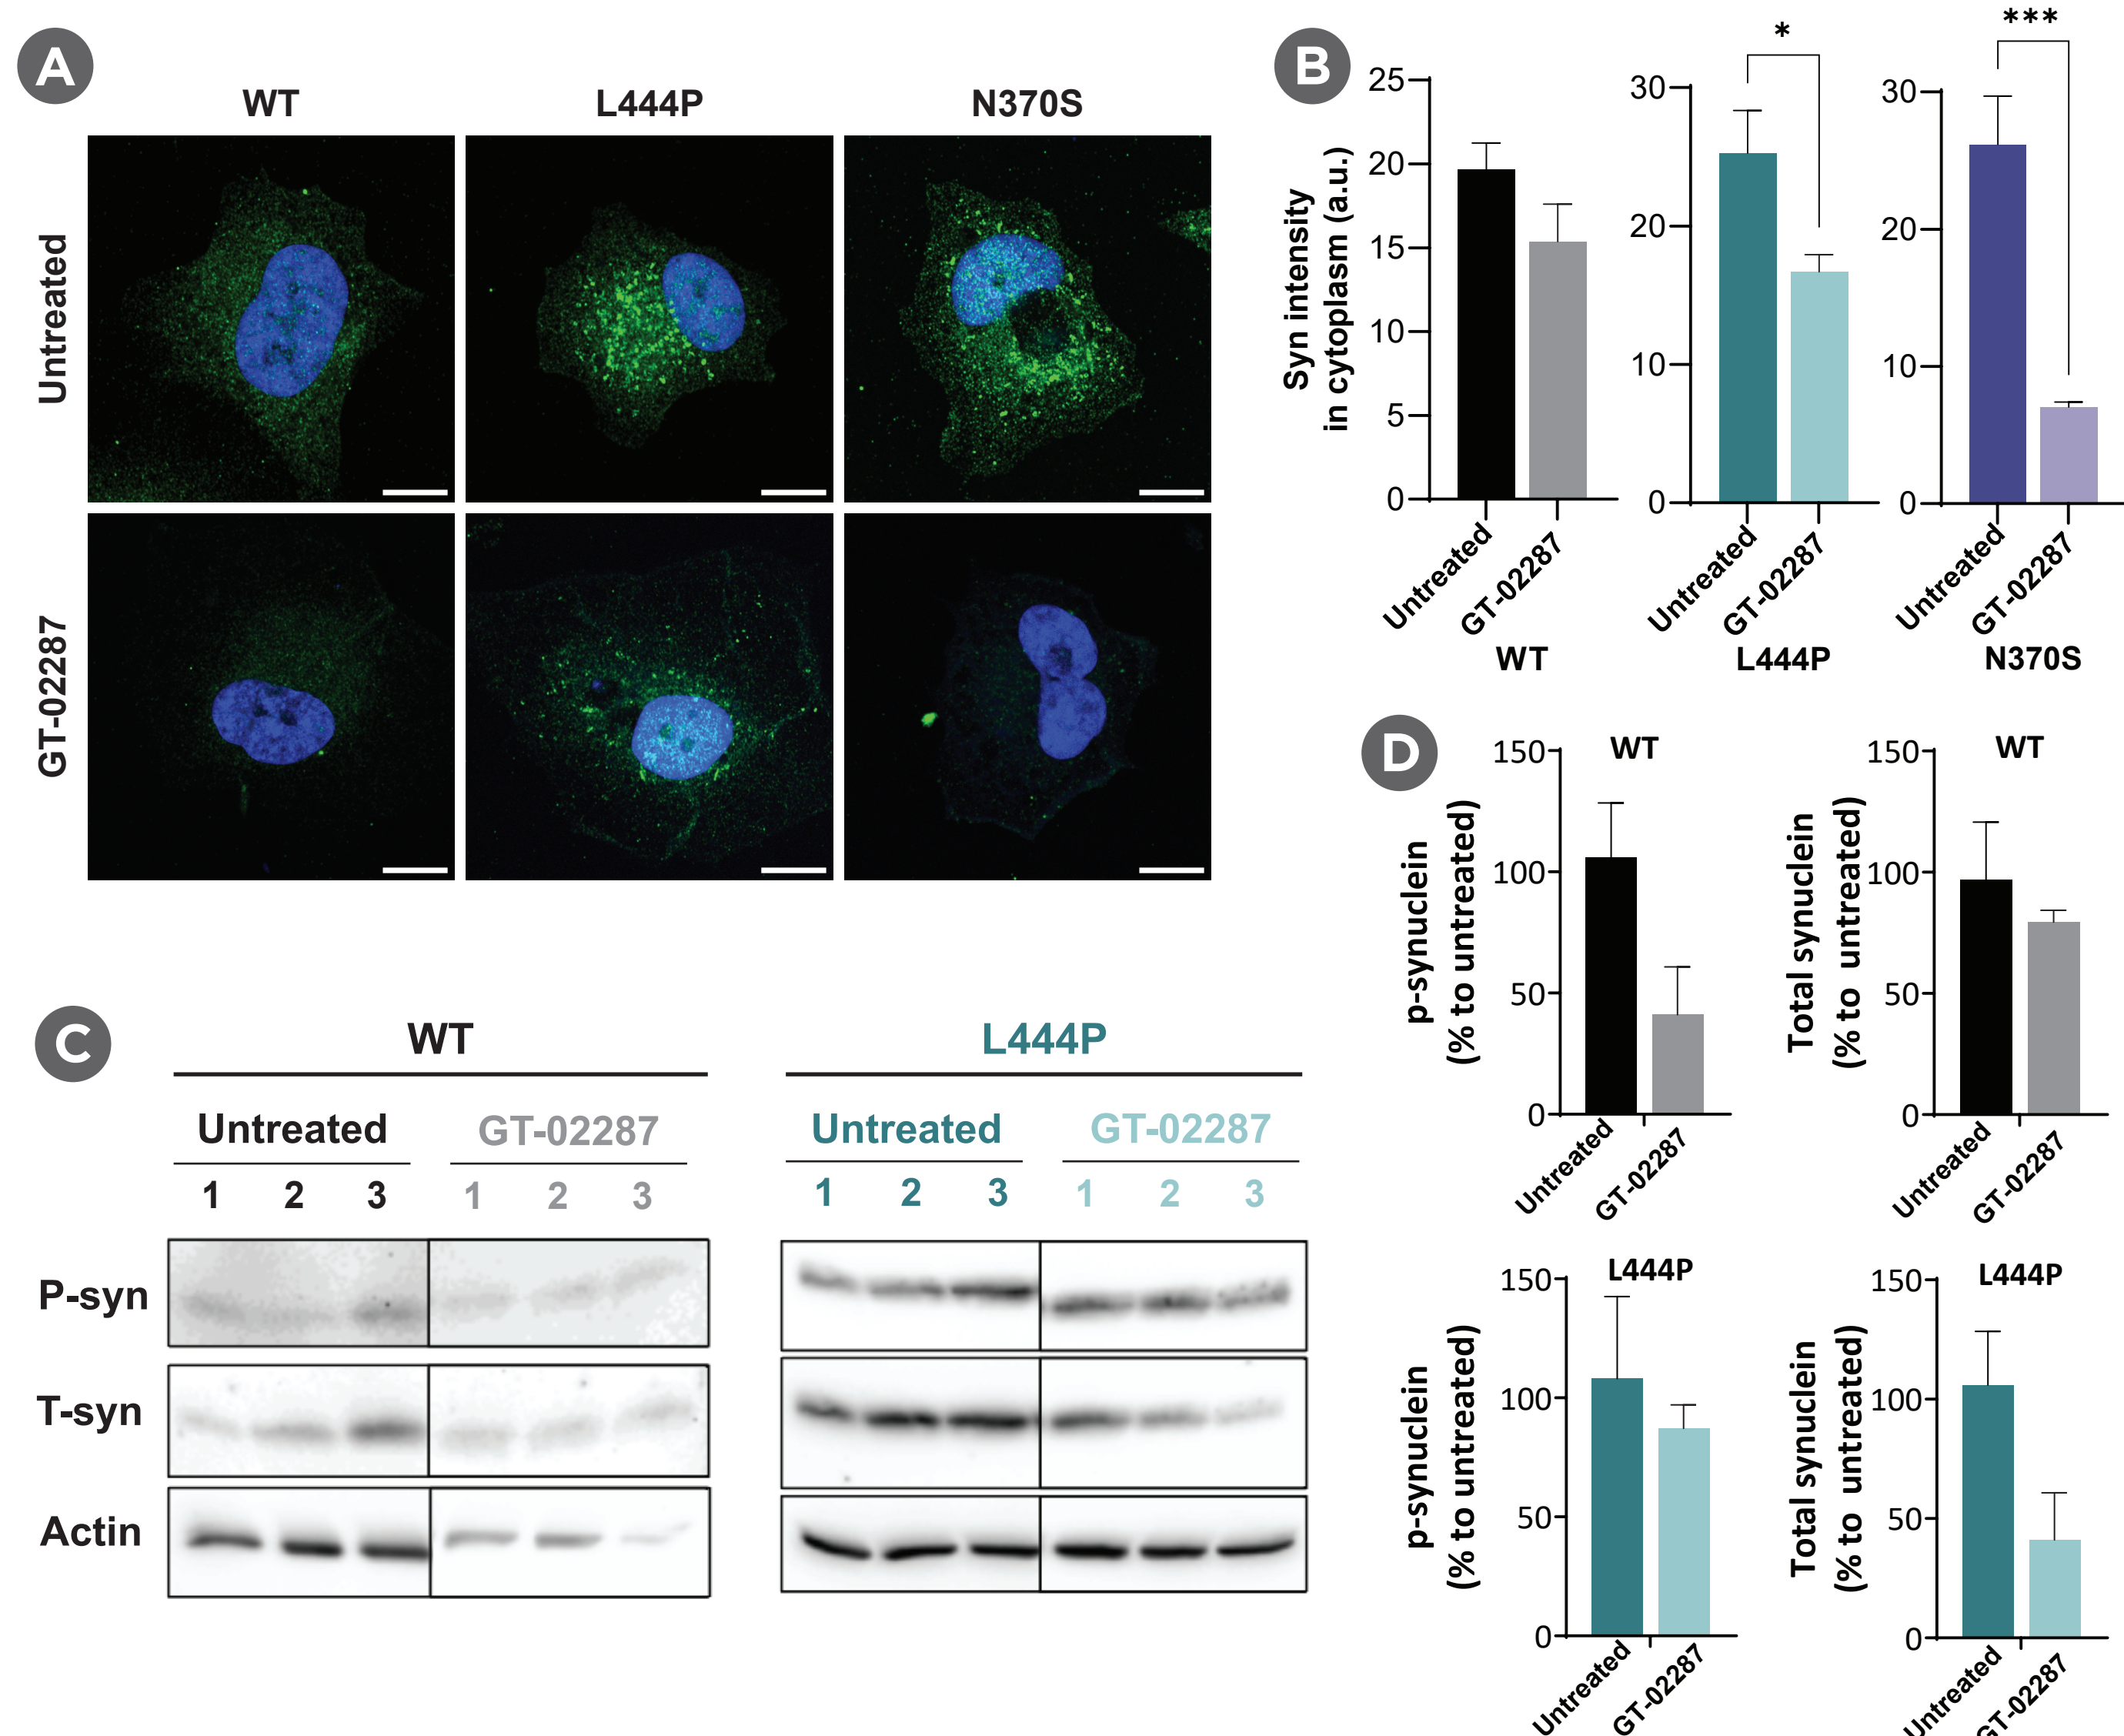 A
WT
L444P
N370S
Untreated
GT-02287
B
Syn intensity
in cytoplasm (a.u.)
25
20
15
10
5
0
Untreated
GT-02287
WT
*
30
20
10
0
Untreated
GT-02287
L444P
***
30
20
10
0
Untreated
GT-02287
N370S
C
WT
L444P
Untreated
GT-02287
Untreated
GT-02287
1 2 3 1 2 3
1 2 3 1 2 3
P-syn
T-syn
Actin
D
WT
p-synuclein
(% to untreated)
150
100
50
0
Untreated
GT-02287
WT
Total synuclein
(% to untreated)
150
100
50
0
Untreated
GT-02287
L444P
p-synuclein
(% to untreated)
150
100
50
0
Untreated
GT-02287
L444P
Total synuclein
(% to untreated)
150
100
50
0
Untreated
GT-02287